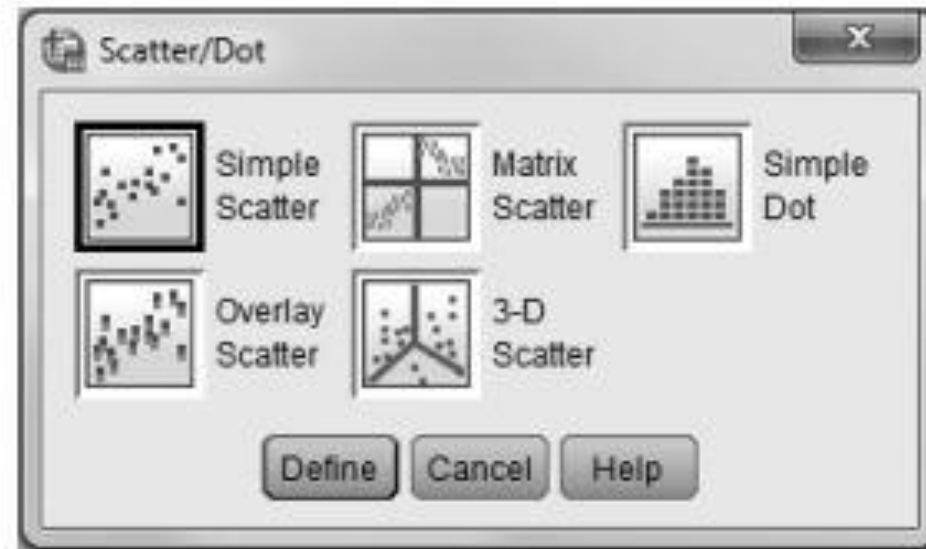 Scatter/Dot
Simple
Scatter
Matrix
Scatter
Simple
Dot
Overlay
Scatter
3-D
Scatter
Define
Cancel
Help